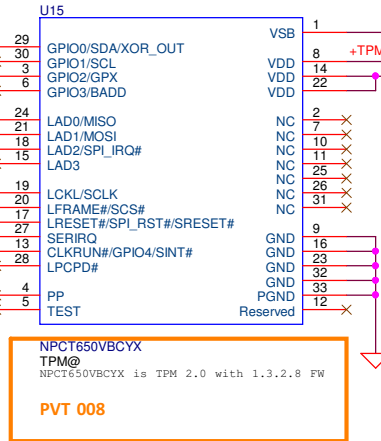 U15
1 VSB
29 GPIO0/SDA/XOR_OUT
30 GPIO1/SCL
8 VDD +TPM
3 GPIO2/GPX
14 VDD
6 GPIO3/BADD
22 VDD
24 LAD0/MISO
2 NC
21 LAD1/MOSI
7 NC
18 LAD2/SPI_IRQ#
10 NC
15 LAD3
11 NC
25 NC
19 LCKL/SCLK
26 NC
20 LFRAME#/SCS#
31 NC
17 LRESET#/SPI_RST#/SRESET#
27 SERIRQ
9 GND
13 CLKRUN#/GPIO4/SINT#
16 GND
28 LPCPD#
23 GND
32 GND
4 PP
33 PGND
5 TEST
12 Reserved
NPCT650VBCYX
TPM@
NPCT650VBCYX is TPM 2.0 with 1.3.2.8 FW
PVT 008